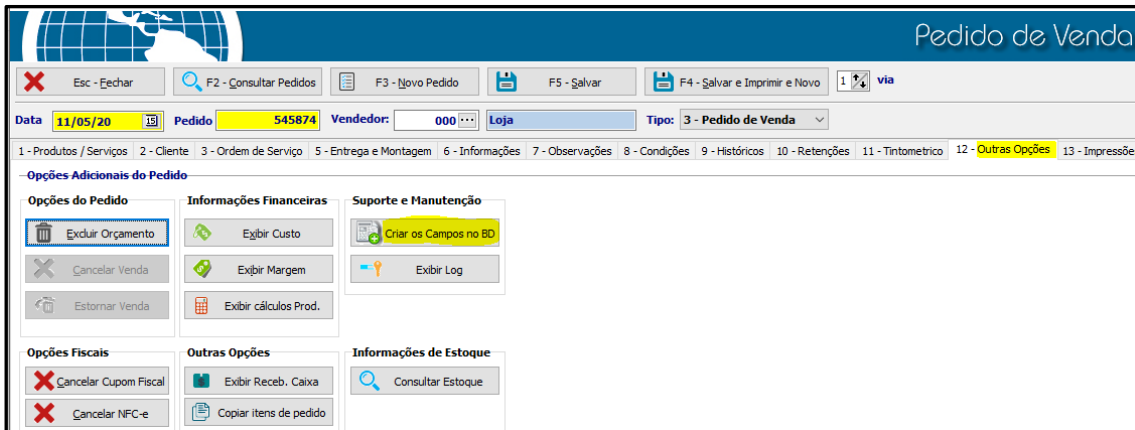 Pedido de Venda
Esc - Fechar F2 - Consultar Pedidos F3 - Novo Pedido F5 - Salvar F4 - Salvar e Imprimir e Novo 1 via
Data 11/05/20 15 Pedido 545874 Vendedor: 000 ... Loja Tipo: 3 - Pedido de Venda
1 - Produtos / Serviços 2 - Cliente 3 - Ordem de Serviço 5 - Entrega e Montagem 6 - Informações 7 - Observações 8 - Condições 9 - Históricos 10 - Retenções 11 - Tintometrico 12 - Outras Opções 13 - Impressõe
Opções Adicionais do Pedido
Opções do Pedido Informações Financeiras Suporte e Manutenção
Excluir Orçamento Exibir Custo Criar os Campos no BD
Cancelar Venda Exibir Margem Exibir Log
Estornar Venda Exibir cálculos Prod.
Opções Fiscais Outras Opções Informações de Estoque
Cancelar Cupom Fiscal Exibir Receb. Caixa Consultar Estoque
Cancelar NFC-e Copiar itens de pedido